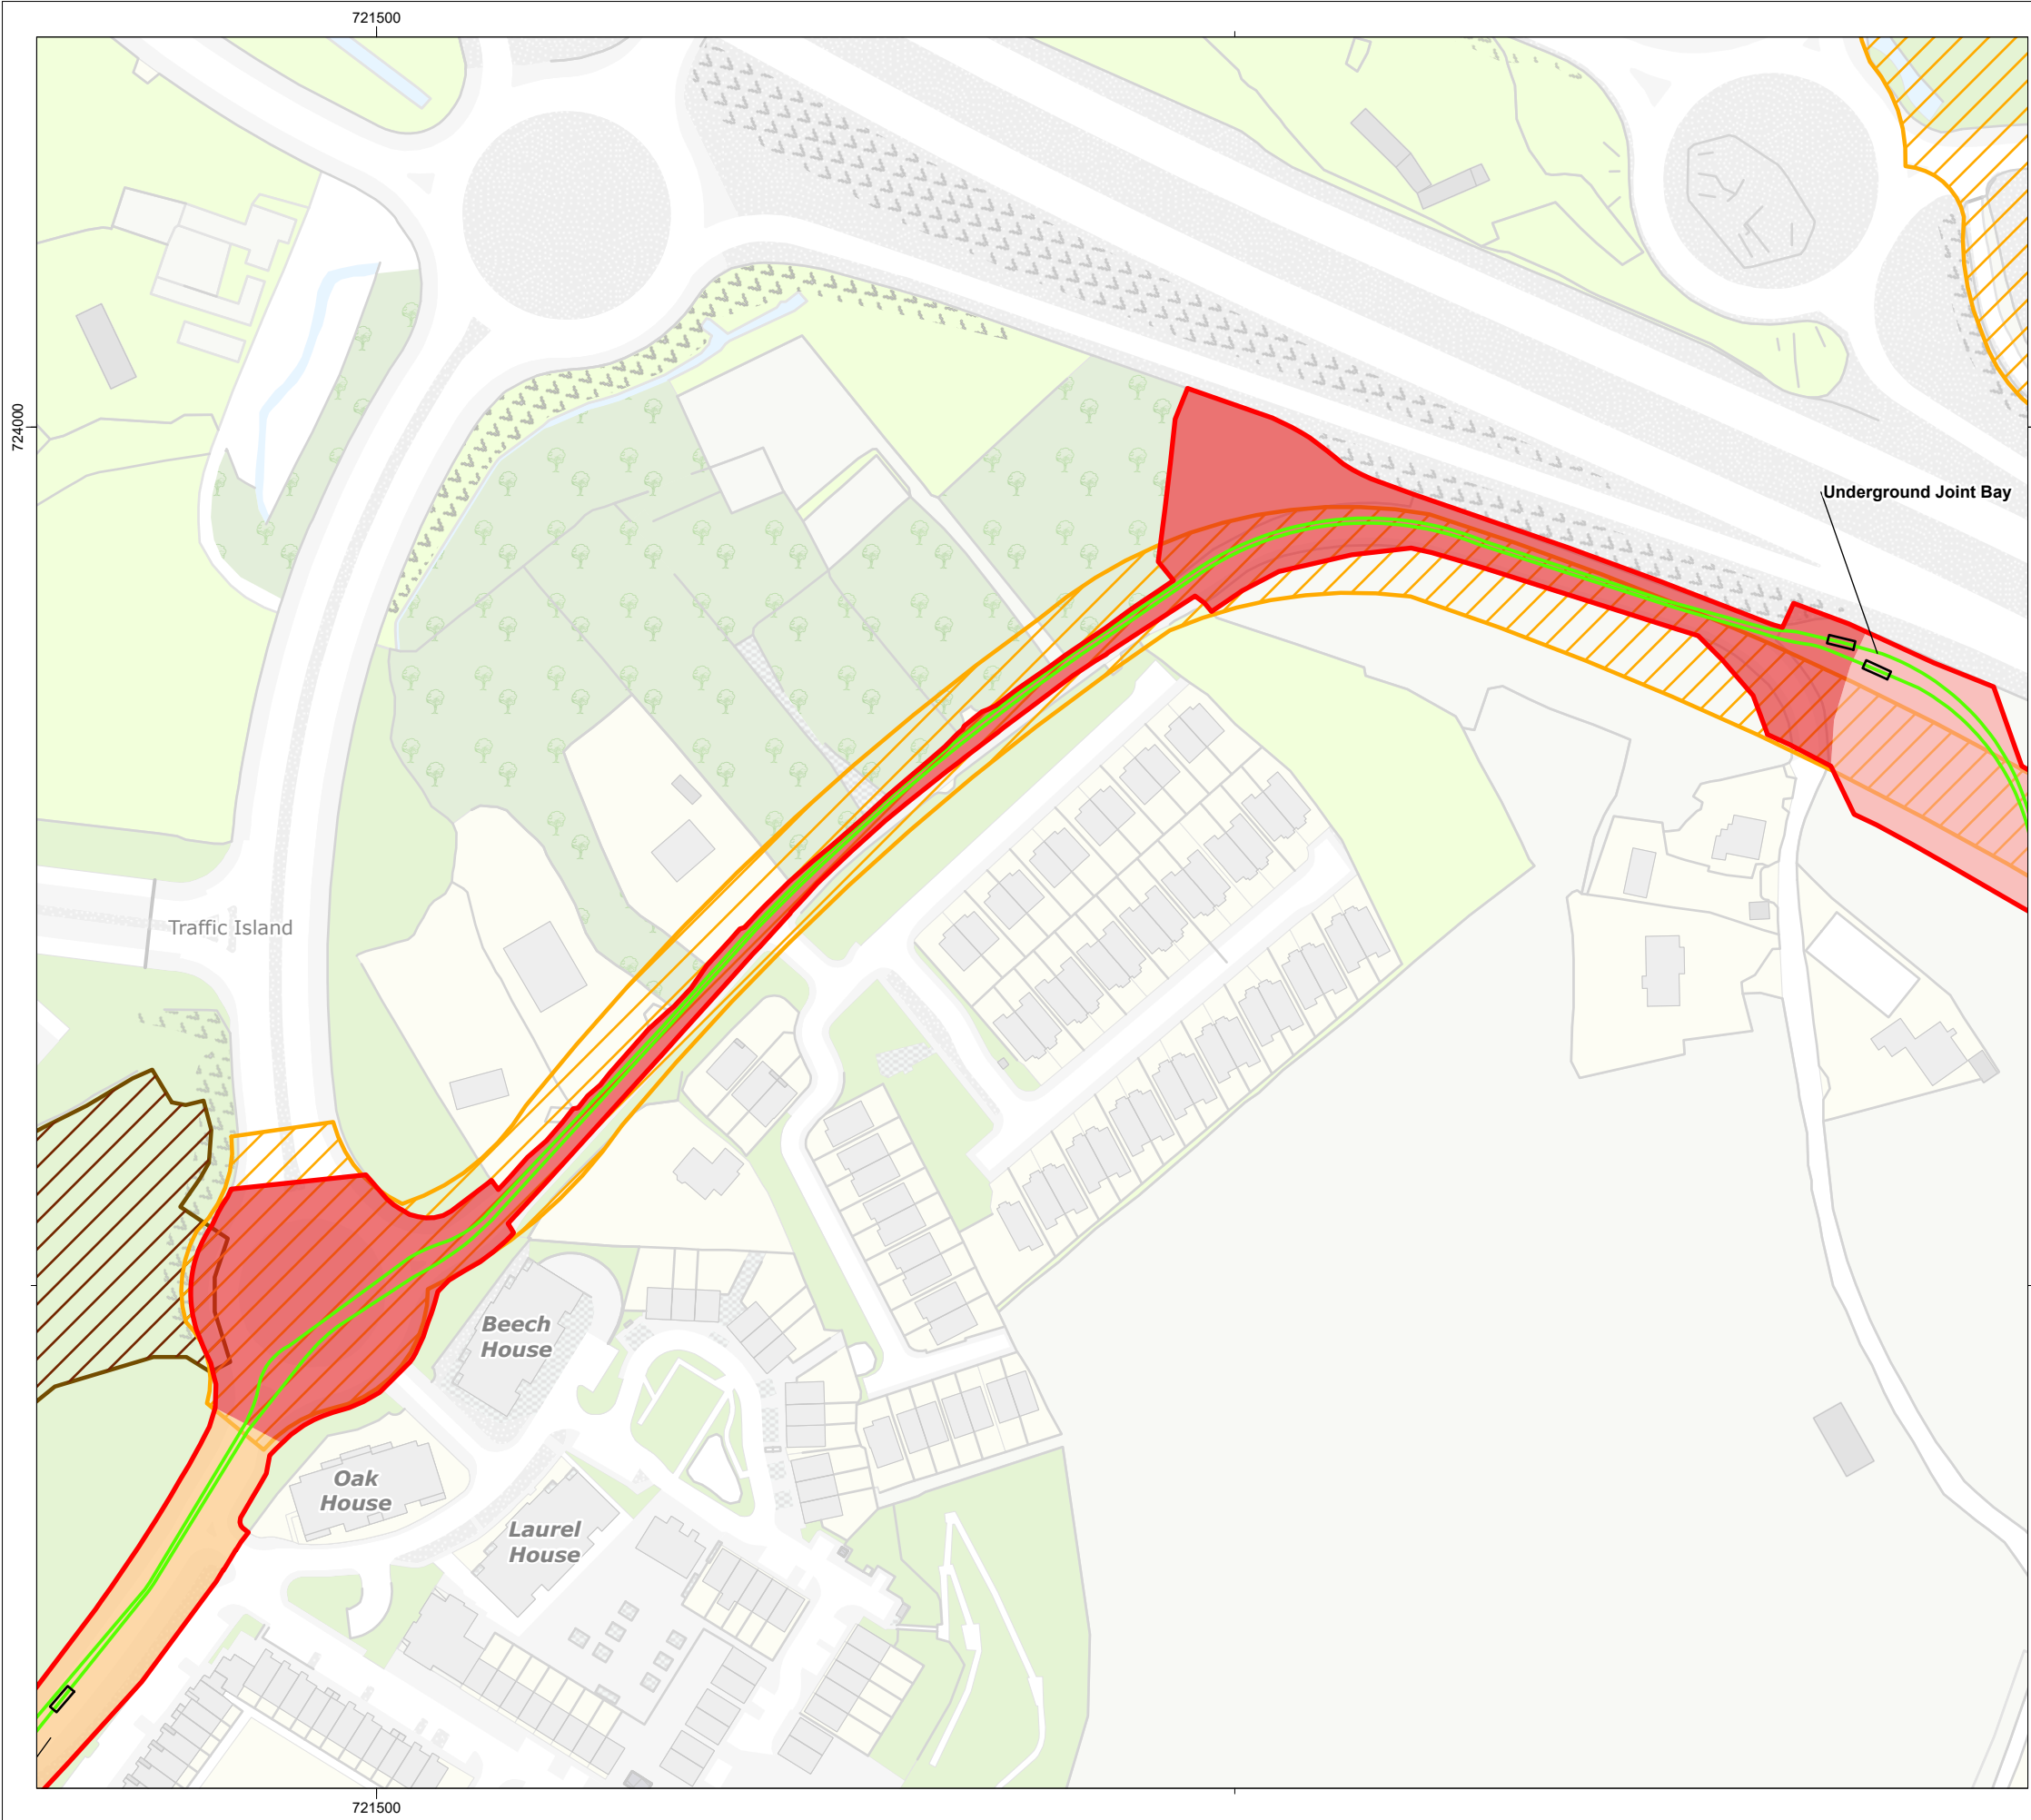 721500
724000
Underground Joint Bay
Traffic Island
Beech
House
Oak
House
Laurel
House
721500